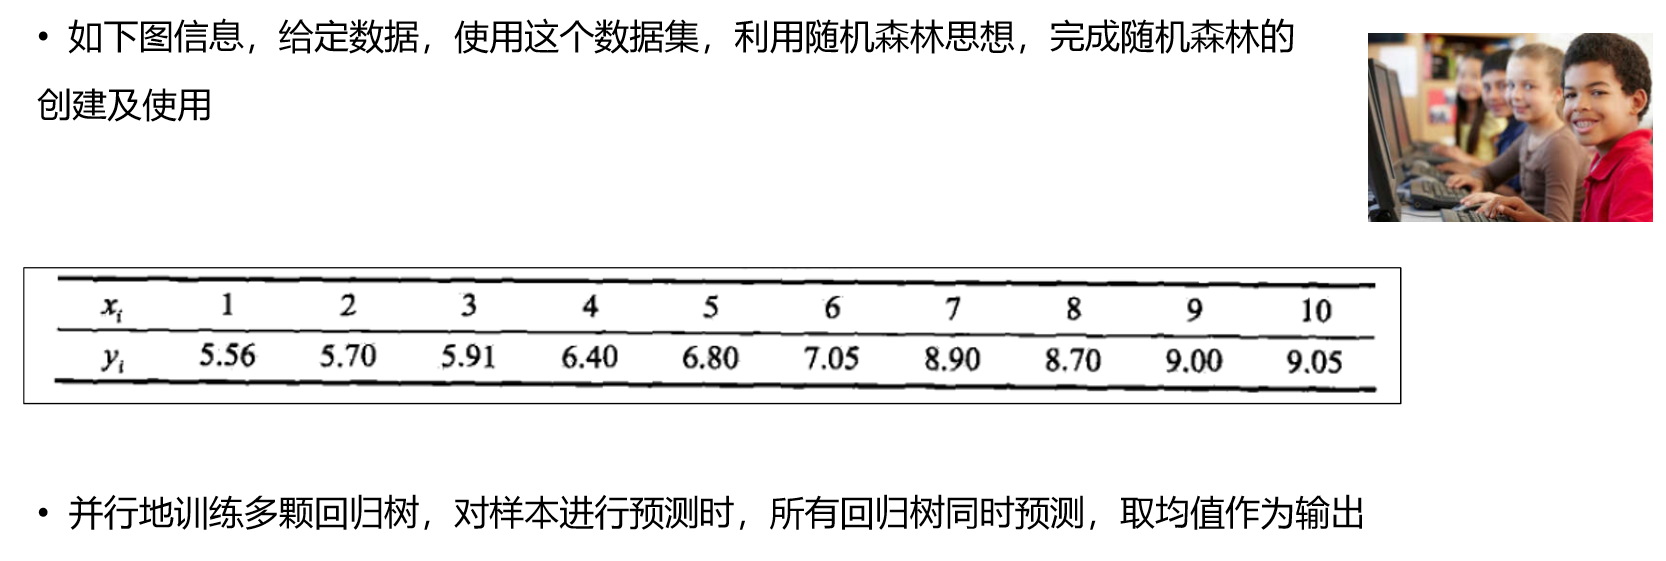 • 如下图信息，给定数据，使用这个数据集，利用随机森林思想，完成随机森林的
创建及使用
xᵢ 1 2 3 4 5 6 7 8 9 10
yᵢ 5.56 5.70 5.91 6.40 6.80 7.05 8.90 8.70 9.00 9.05
• 并行地训练多颗回归树，对样本进行预测时，所有回归树同时预测，取均值作为输出